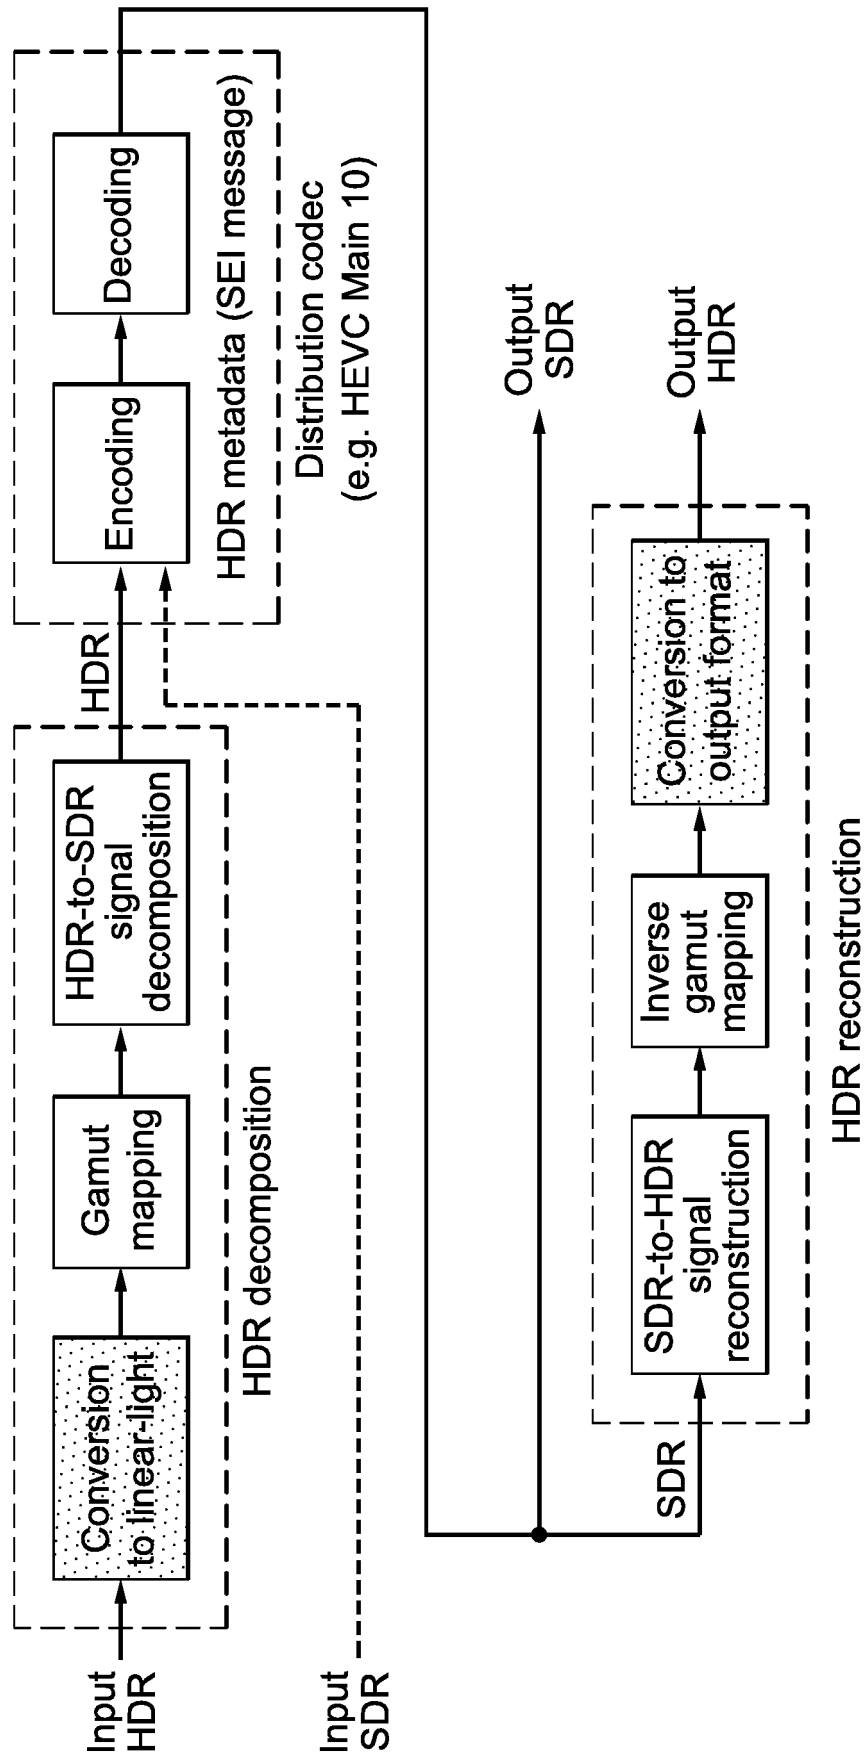 Input
HDR
Conversion
to linear-light
Gamut
mapping
HDR-to-SDR
signal
decomposition
HDR decomposition
HDR
Encoding
Decoding
HDR metadata (SEI message)
Distribution codec
(e.g. HEVC Main 10)
Input
SDR
Output
SDR
SDR
SDR-to-HDR
signal
reconstruction
Inverse
gamut
mapping
Conversion to
output format
Output
HDR
HDR reconstruction